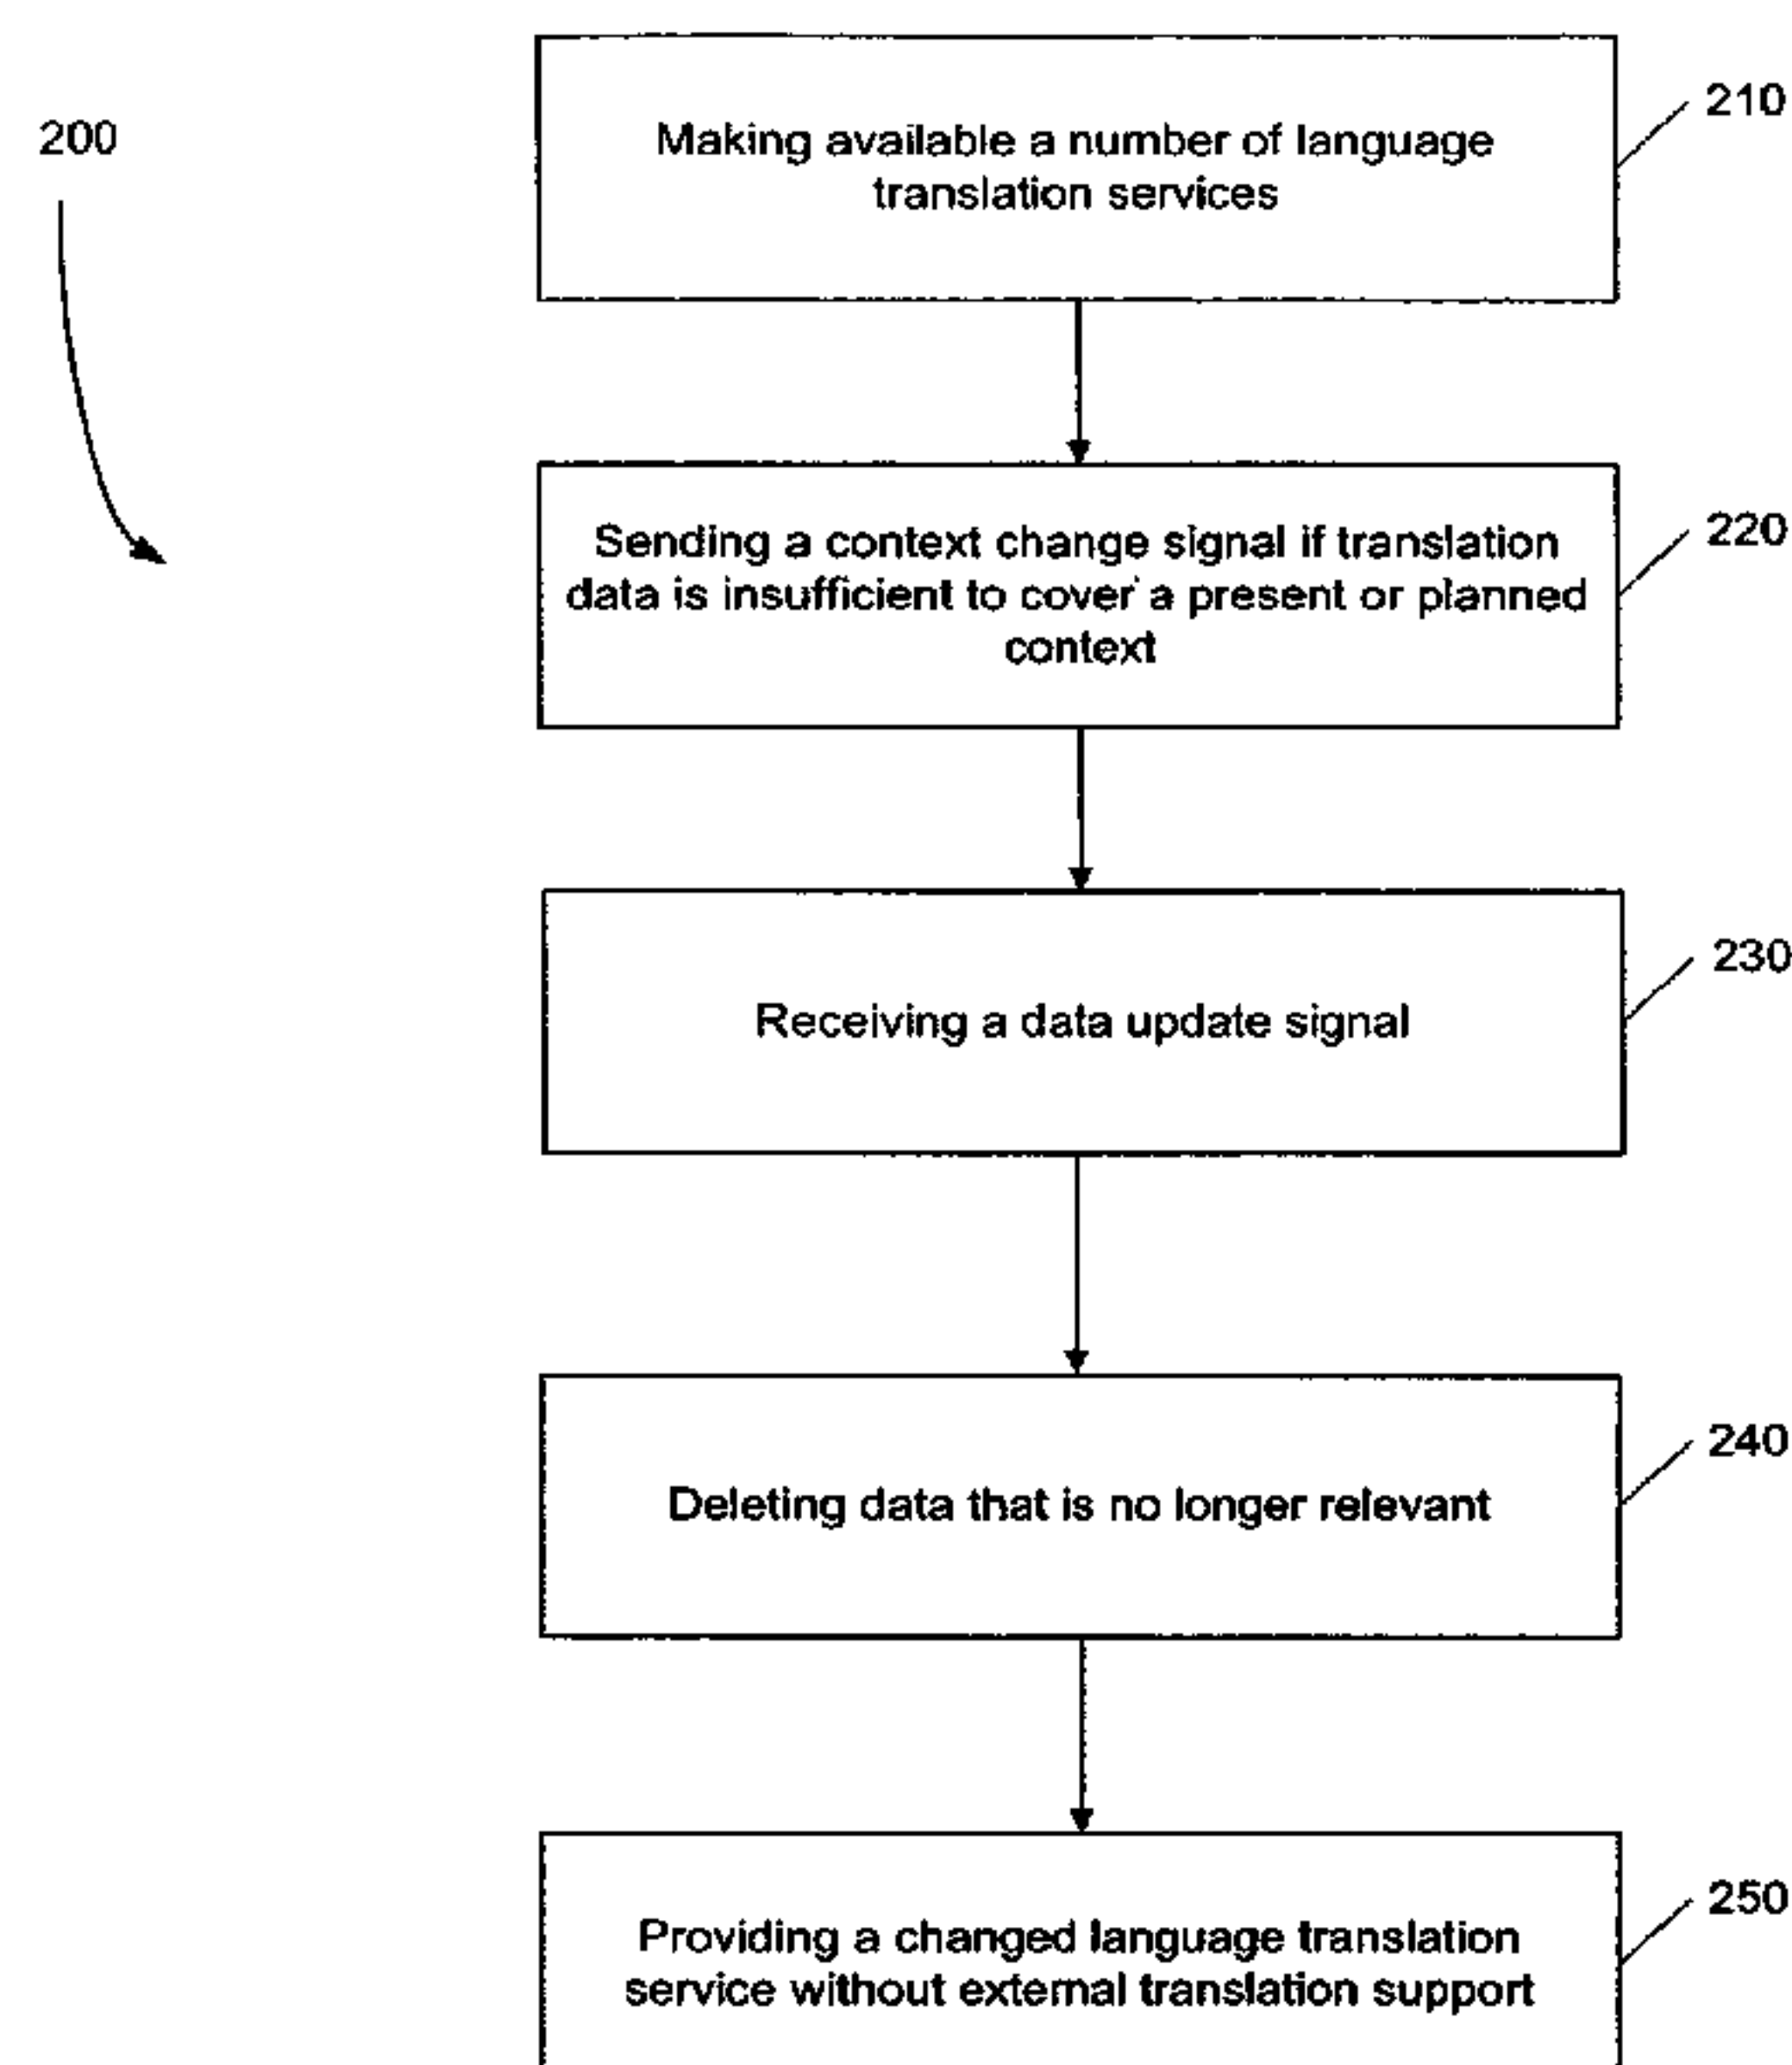 200
Making available a number of language
translation services
210
Sending a context change signal if translation
data is insufficient to cover a present or planned
context
220
Receiving a data update signal
230
Deleting data that is no longer relevant
240
Providing a changed language translation
service without external translation support
250